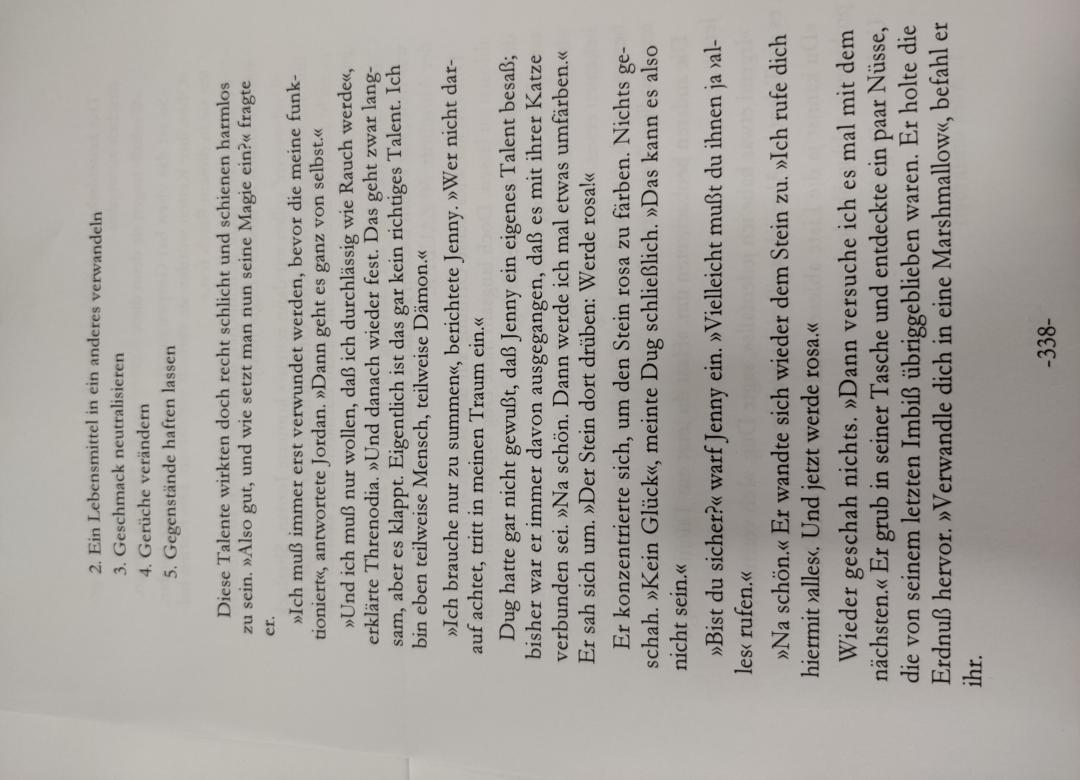 2. Ein Lebensmittel in ein anderes verwandeln
3. Geschmack neutralisieren
4. Gerüche verändern
5. Gegenstände haften lassen
Diese Talente wirkten doch recht schlicht und schienen harmlos
zu sein. »Also gut, und wie setzt man nun seine Magie ein?« fragte
er.
»Ich muß immer erst verwundet werden, bevor die meine funk-
tioniert«, antwortete Jordan. »Dann geht es ganz von selbst.«
»Und ich muß nur wollen, daß ich durchlässig wie Rauch werde«,
erklärte Threnodia. »Und danach wieder fest. Das geht zwar lang-
sam, aber es klappt. Eigentlich ist das gar kein richtiges Talent. Ich
bin eben teilweise Mensch, teilweise Dämon.«
»Ich brauche nur zu summen«, berichtete Jenny. »Wer nicht dar-
auf achtet, tritt in meinen Traum ein.«
Dug hatte gar nicht gewußt, daß Jenny ein eigenes Talent besaß;
bisher war er immer davon ausgegangen, daß es mit ihrer Katze
verbunden sei. »Na schön. Dann werde ich mal etwas umfärben.«
Er sah sich um. »Der Stein dort drüben: Werde rosa!«
Er konzentrierte sich, um den Stein rosa zu färben. Nichts ge-
schah. »Kein Glück«, meinte Dug schließlich. »Das kann es also
nicht sein.«
»Bist du sicher?« warf Jenny ein. »Vielleicht mußt du ihnen ja ›al-
les‹ rufen.«
»Na schön.« Er wandte sich wieder dem Stein zu. »Ich rufe dich
hiermit ›alles‹. Und jetzt werde rosa.«
Wieder geschah nichts. »Dann versuche ich es mal mit dem
nächsten.« Er grub in seiner Tasche und entdeckte ein paar Nüsse,
die von seinem letzten Imbiß übriggeblieben waren. Er holte die
Erdnuß hervor. »Verwandle dich in eine Marshmallow«, befahl er
ihr.
-338-